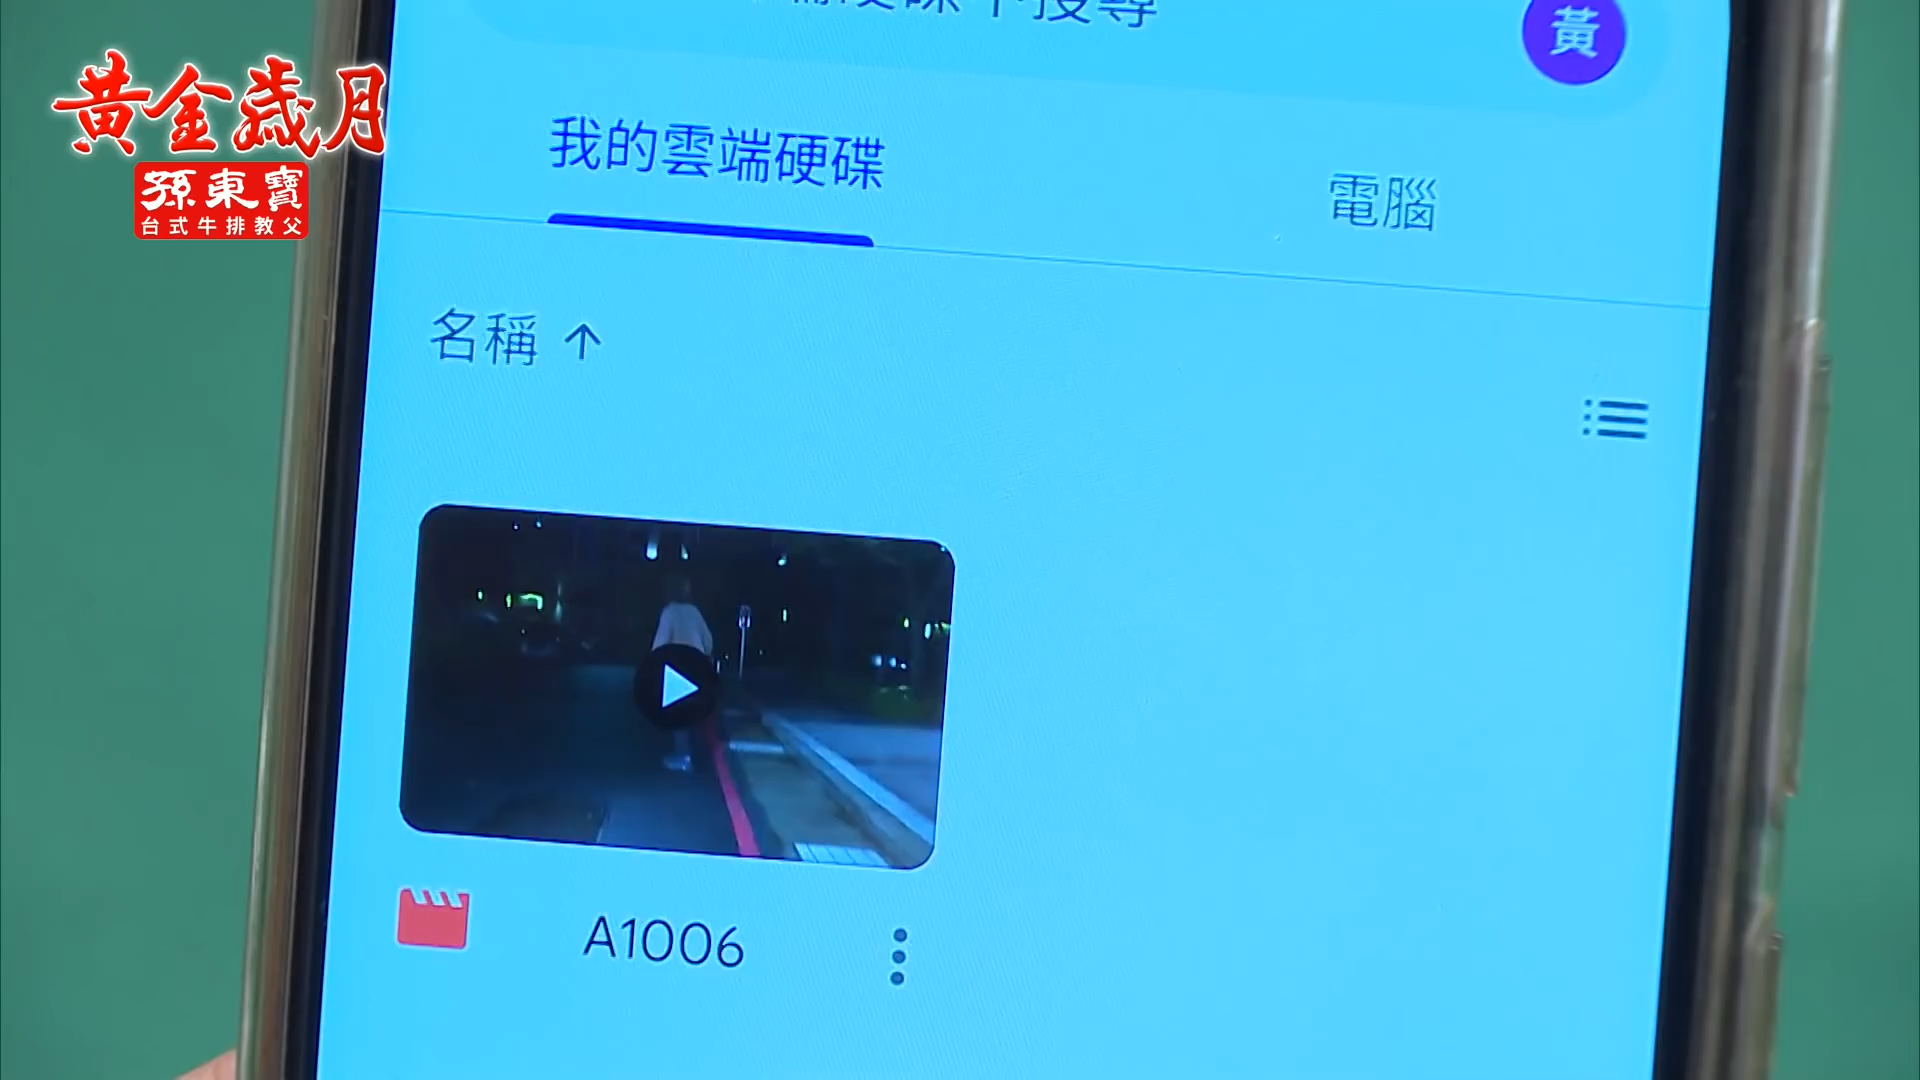 黃金歲月
孫東寶
台式牛排教父
黃
我的雲端硬碟
電腦
名稱 ↑
A1006